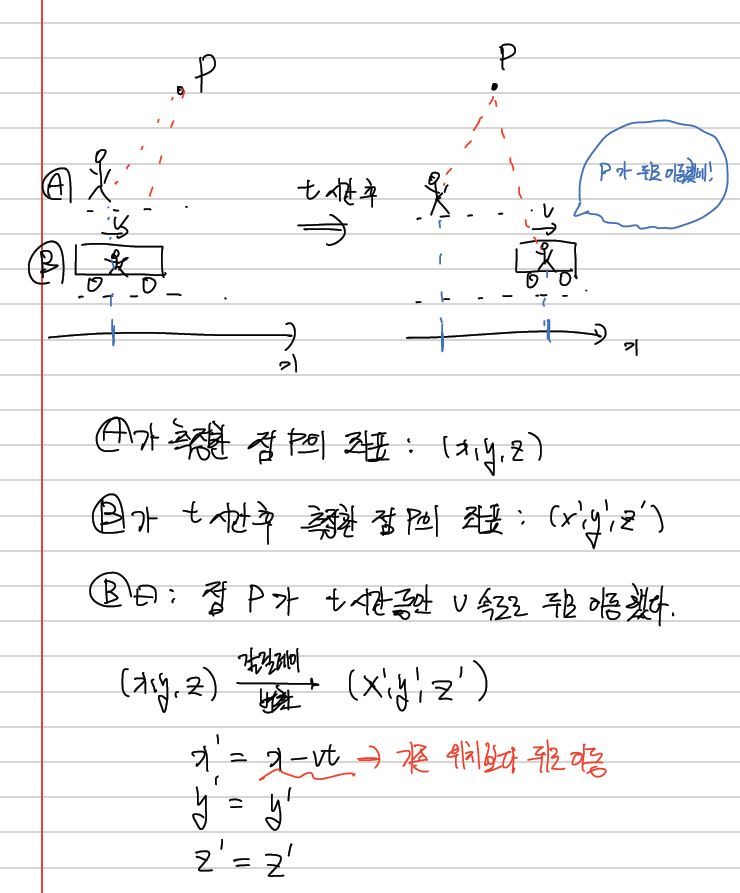 P
P
Ⓐ
t 시간 후
P가 뒤로 이동했네!
v
v
Ⓑ
x
x
Ⓐ가 측정한 점 P의 좌표 : (x, y, z)
Ⓑ가 t 시간 후 측정한 점 P의 좌표 : (x', y', z')
Ⓑ曰 : 점 P가 t 시간 동안 v 속도로 뒤로 이동했다.
(x, y, z) 갈릴레이 변환 (x', y', z')
x' = x - vt → 기존 위치보다 뒤로 이동
y' = y'
z' = z'